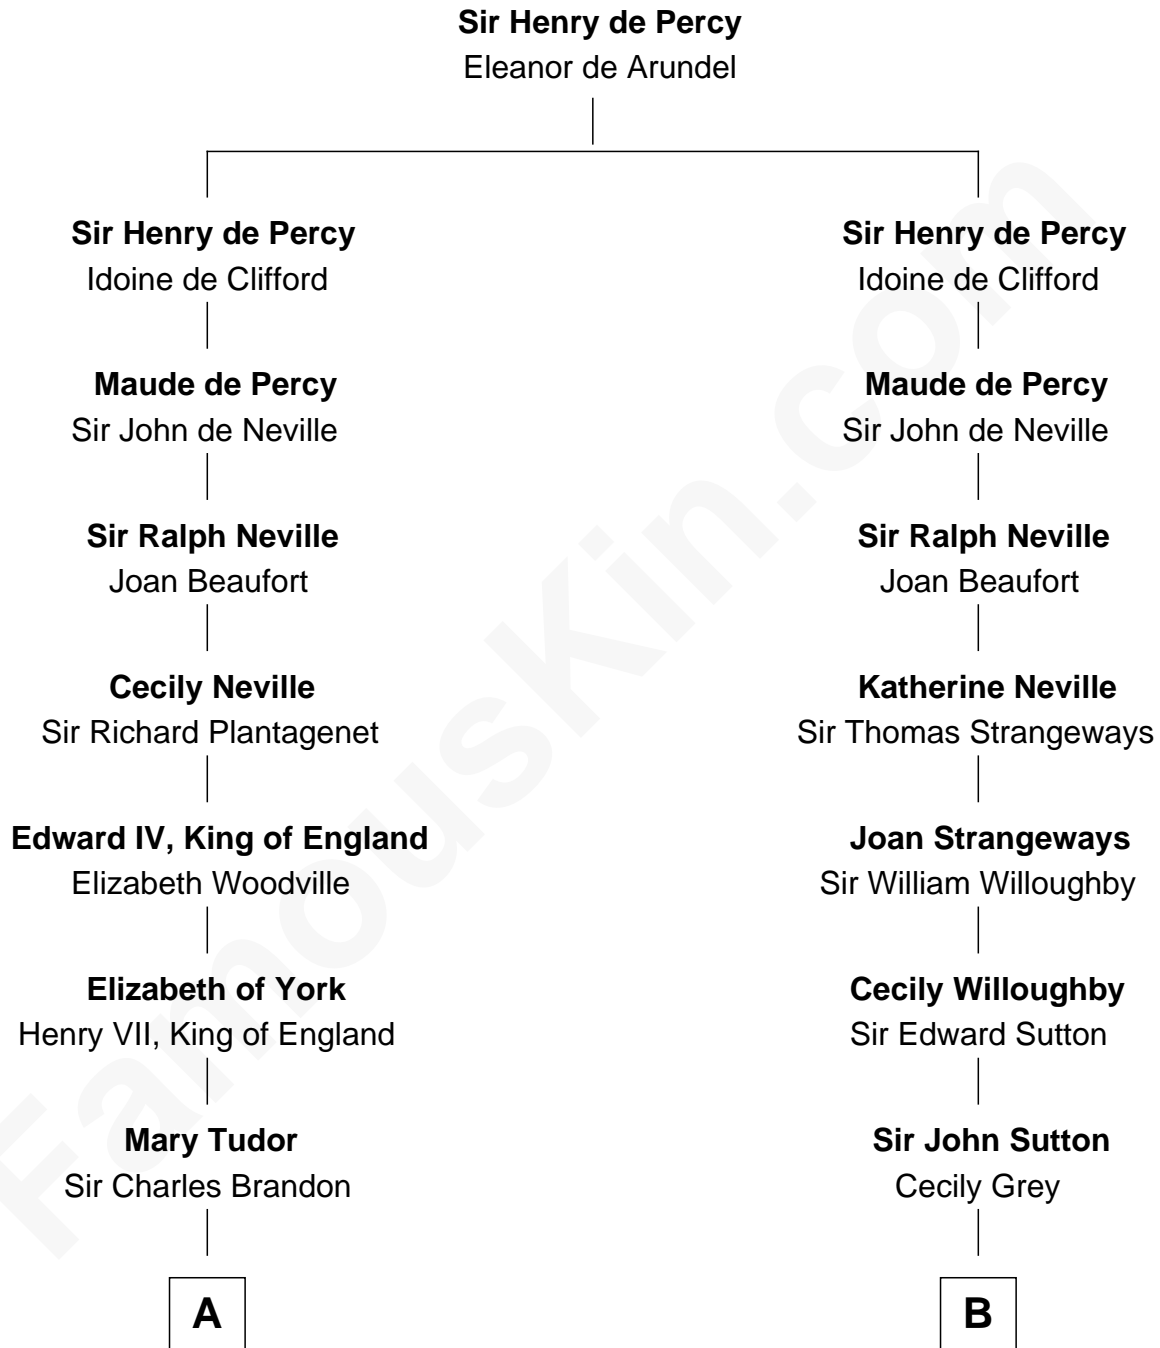 Sir Henry de Percy
Eleanor de Arundel
Sir Henry de Percy
Idoine de Clifford
Maude de Percy
Sir John de Neville
Sir Ralph Neville
Joan Beaufort
Cecily Neville
Sir Richard Plantagenet
Edward IV, King of England
Elizabeth Woodville
Elizabeth of York
Henry VII, King of England
Mary Tudor
Sir Charles Brandon
A
Sir Henry de Percy
Idoine de Clifford
Maude de Percy
Sir John de Neville
Sir Ralph Neville
Joan Beaufort
Katherine Neville
Sir Thomas Strangeways
Joan Strangeways
Sir William Willoughby
Cecily Willoughby
Sir Edward Sutton
Sir John Sutton
Cecily Grey
B
FamousKin.com